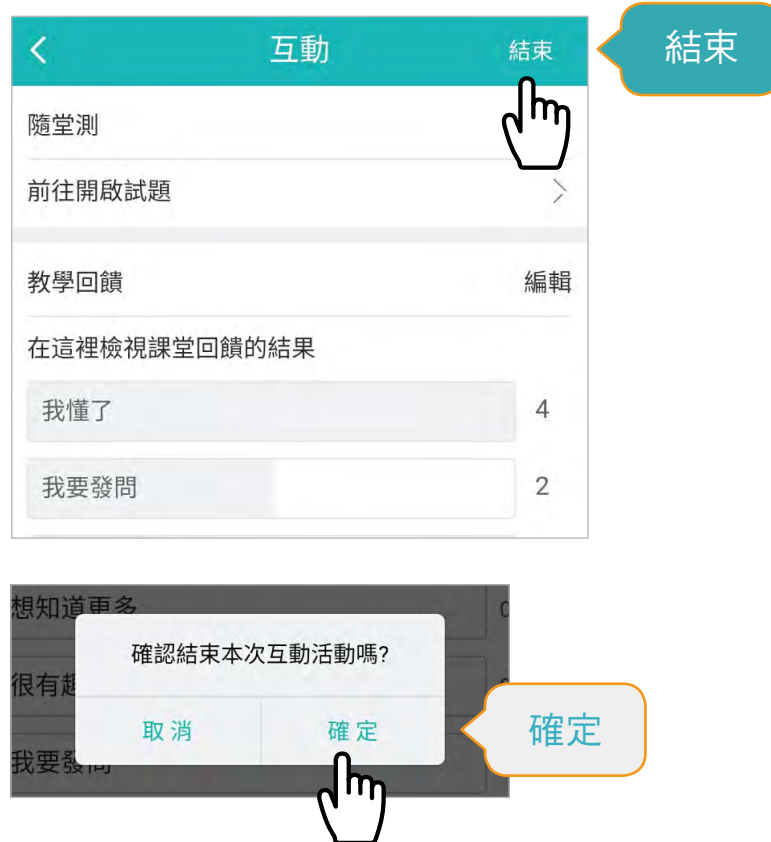 互動
結束
結束
隨堂測
前往開啟試題
教學回饋
編輯
在這裡檢視課堂回饋的結果
我懂了
4
我要發問
2
想知道更多
確認結束本次互動活動嗎?
很有趣
取消
確定
確定
我要發問